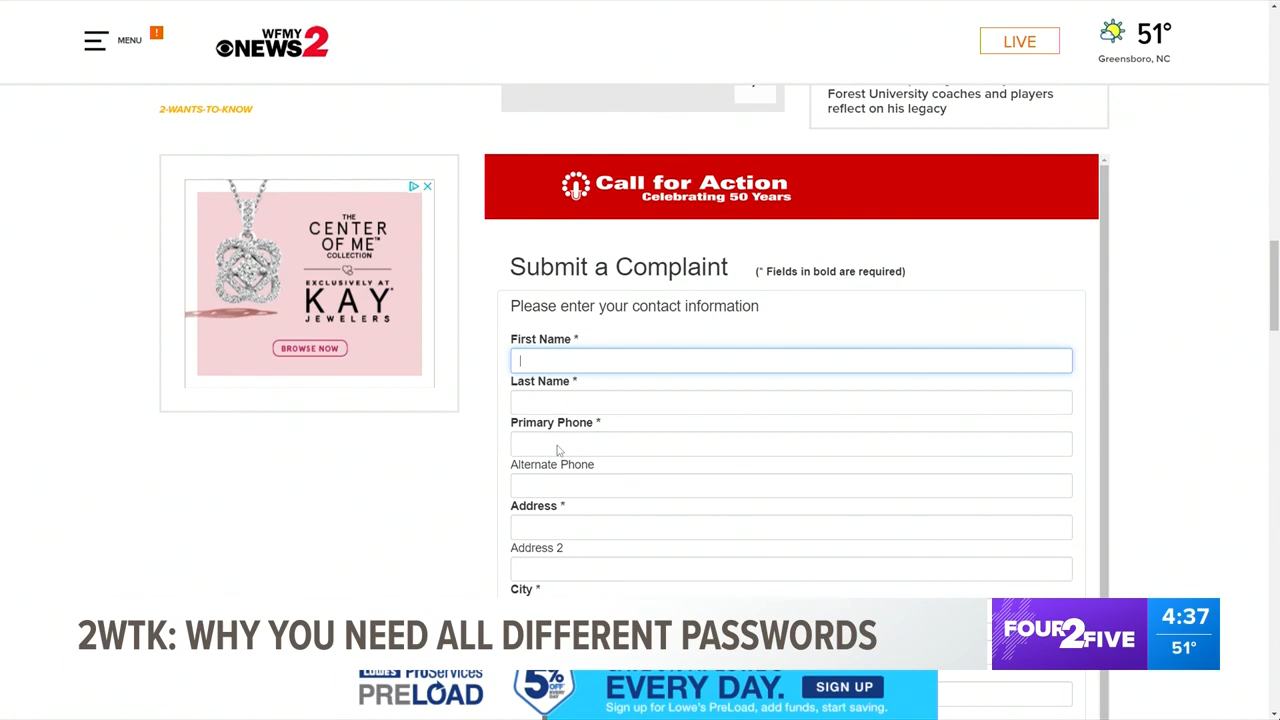 MENU
!
WFMY
NEWS 2
LIVE
51°
Greensboro, NC
2-WANTS-TO-KNOW
Forest University coaches and players
reflect on his legacy
THE
CENTER
OF ME™
COLLECTION
EXCLUSIVELY AT
KAY
JEWELERS
BROWSE NOW
Call for Action
Celebrating 50 Years
Submit a Complaint (* Fields in bold are required)
Please enter your contact information
First Name *
Last Name *
Primary Phone *
Alternate Phone
Address *
Address 2
City *
2WTK: WHY YOU NEED ALL DIFFERENT PASSWORDS
FOUR2FIVE
4:37
51°
LOWE'S ProServices
PRELOAD
5% OFF
EVERY DAY
EVERY DAY.
SIGN UP
Sign up for Lowe's PreLoad, add funds, start saving.